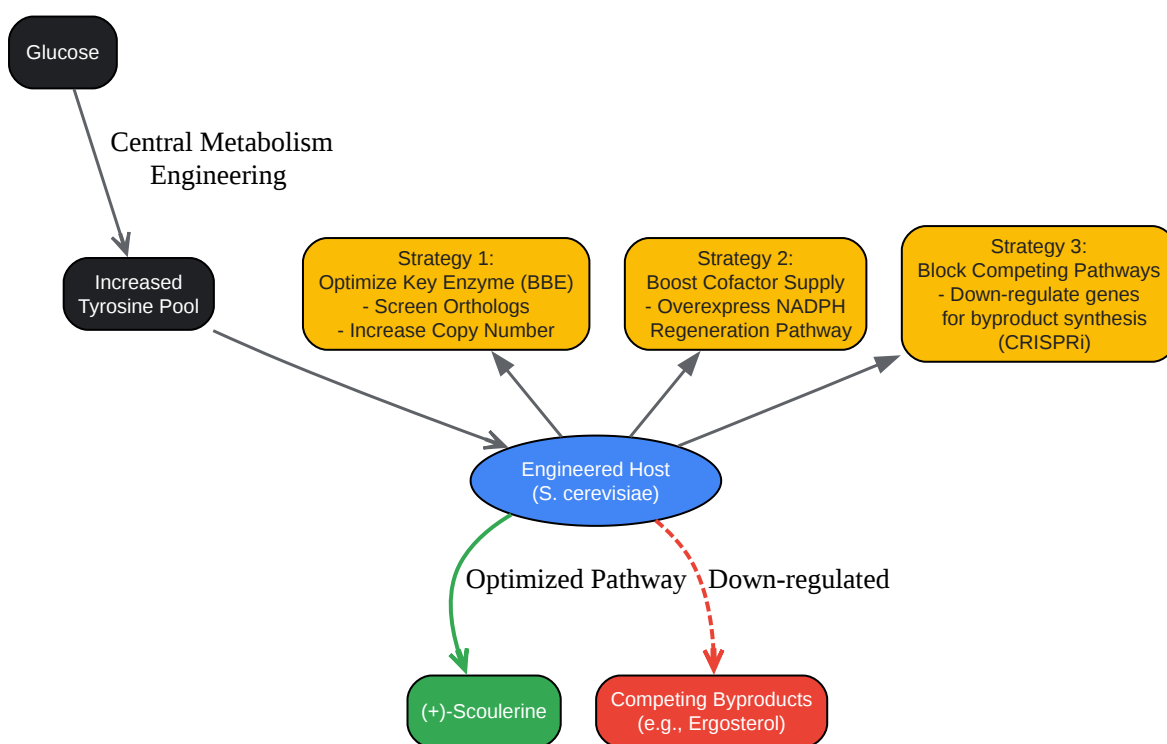 Glucose
Central Metabolism
Engineering
Increased
Tyrosine Pool
Strategy 1:
Optimize Key Enzyme (BBE)
- Screen Orthologs
- Increase Copy Number
Strategy 2:
Boost Cofactor Supply
- Overexpress NADPH
Regeneration Pathway
Strategy 3:
Block Competing Pathways
- Down-regulate genes
for byproduct synthesis
(CRISPRi)
Engineered Host
(S. cerevisiae)
Optimized Pathway
Down-regulated
(+)-Scoulerine
Competing Byproducts
(e.g., Ergosterol)